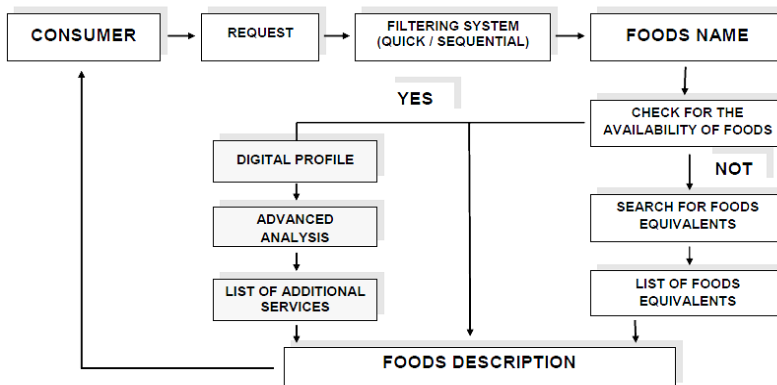 CONSUMER
REQUEST
FILTERING SYSTEM
(QUICK / SEQUENTIAL)
FOODS NAME
YES
CHECK FOR THE
AVAILABILITY OF FOODS
DIGITAL PROFILE
NOT
ADVANCED
ANALYSIS
SEARCH FOR FOODS
EQUIVALENTS
LIST OF ADDITIONAL
SERVICES
LIST OF FOODS
EQUIVALENTS
FOODS DESCRIPTION